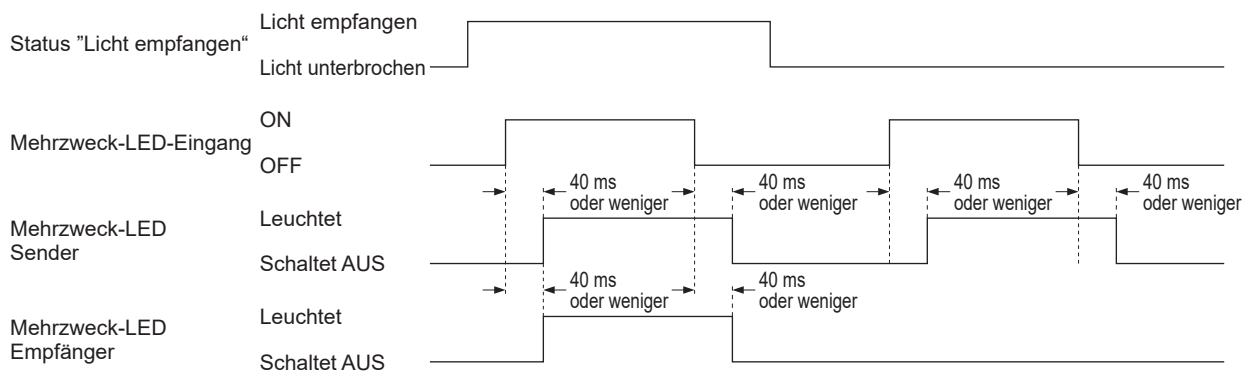 Status ”Licht empfangen“
Licht empfangen
Licht unterbrochen
Mehrzweck-LED-Eingang
ON
OFF
40 ms
oder weniger
40 ms
oder weniger
40 ms
oder weniger
40 ms
oder weniger
Mehrzweck-LED
Sender
Leuchtet
Schaltet AUS
40 ms
oder weniger
40 ms
oder weniger
Mehrzweck-LED
Empfänger
Leuchtet
Schaltet AUS